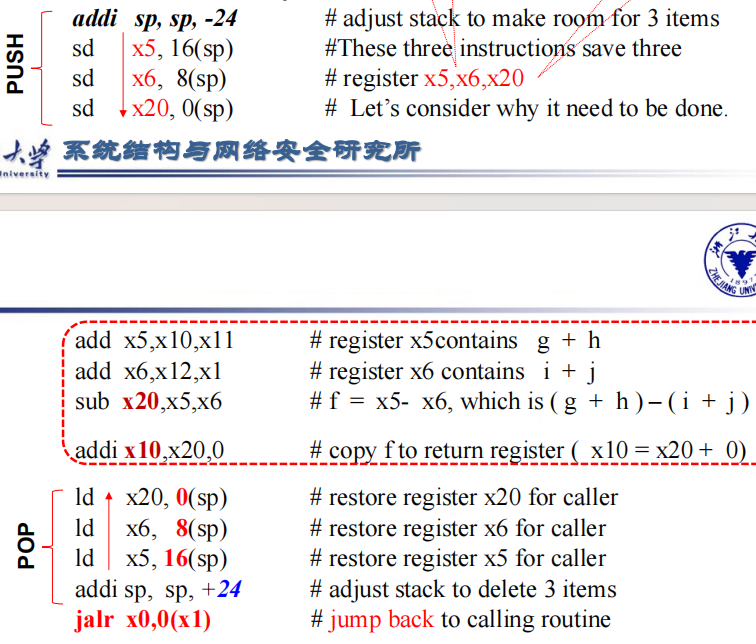 PUSH
addi sp, sp, -24 # adjust stack to make room for 3 items
sd x5, 16(sp) #These three instructions save three
sd x6, 8(sp) # register x5,x6,x20
sd x20, 0(sp) # Let’s consider why it need to be done.
大学 系统结构与网络安全研究所
University
浙江大
ZHEJIANG UNIV
1897
add x5,x10,x11 # register x5contains g + h
add x6,x12,x1 # register x6 contains i + j
sub x20,x5,x6 # f = x5- x6, which is ( g + h ) – ( i + j )
addi x10,x20,0 # copy f to return register ( x10 = x20 + 0)
POP
ld x20, 0(sp) # restore register x20 for caller
ld x6, 8(sp) # restore register x6 for caller
ld x5, 16(sp) # restore register x5 for caller
addi sp, sp, +24 # adjust stack to delete 3 items
jalr x0,0(x1) # jump back to calling routine